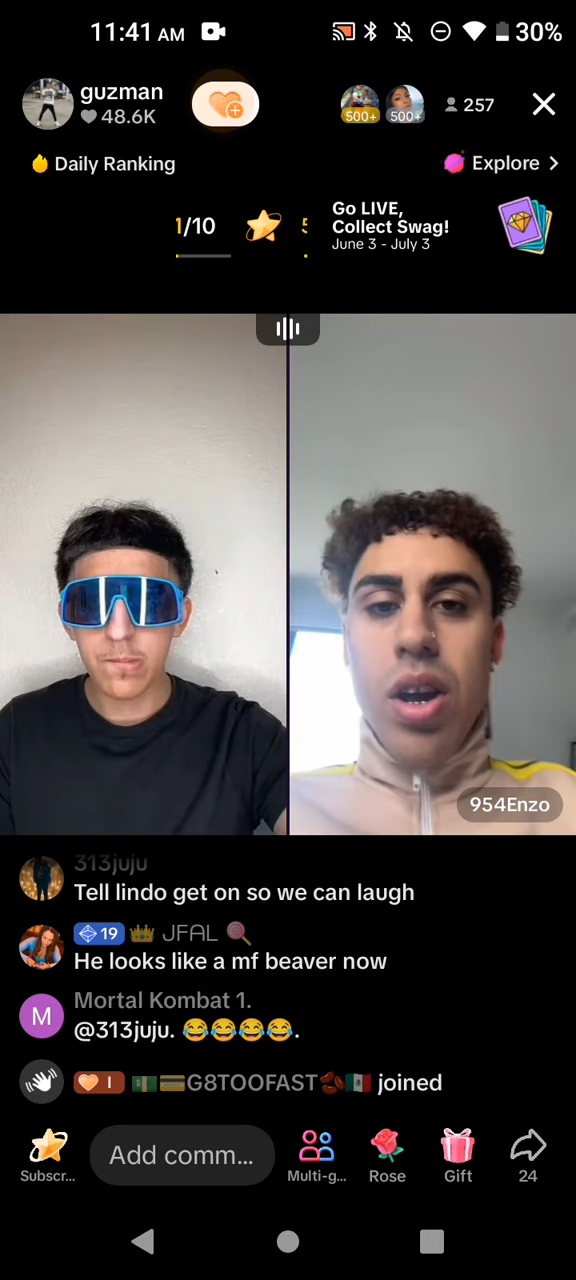 11:41 AM
30%
guzman
48.6K
500+
500+
257
Daily Ranking
Explore
1/10
Go LIVE,
Collect Swag!
June 3 - July 3
954Enzo
313juju
Tell lindo get on so we can laugh
19 👑 JFAL 🍭
He looks like a mf beaver now
M
Mortal Kombat 1.
@313juju. 😂😂😂😂.
I 💵💳G8TOOFAST🫘🇲🇽 joined
Subscr...
Add comm...
Multi-g...
Rose
Gift
24